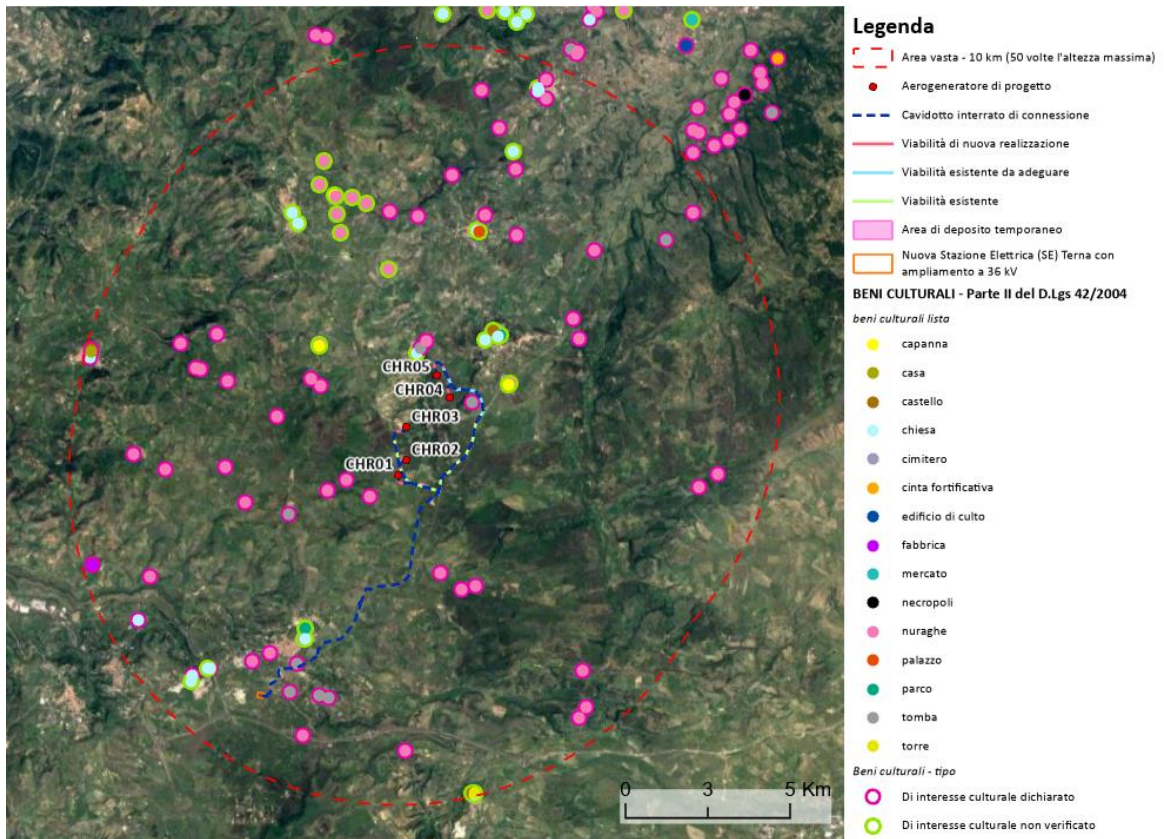 CHR05
CHR04
CHR03
CHR02
CHR01
0 3 5 Km
Legenda
Area vasta - 10 km (50 volte l'altezza massima)
Aerogeneratore di progetto
Cavidotto interrato di connessione
Viabilità di nuova realizzazione
Viabilità esistente da adeguare
Viabilità esistente
Area di deposito temporaneo
Nuova Stazione Elettrica (SE) Terna con
ampliamento a 36 kV
BENI CULTURALI - Parte II del D.Lgs 42/2004
beni culturali lista
capanna
casa
castello
chiesa
cimitero
cinta fortificativa
edificio di culto
fabbrica
mercato
necropoli
nuraghe
palazzo
parco
tomba
torre
Beni culturali - tipo
Di interesse culturale dichiarato
Di interesse culturale non verificato